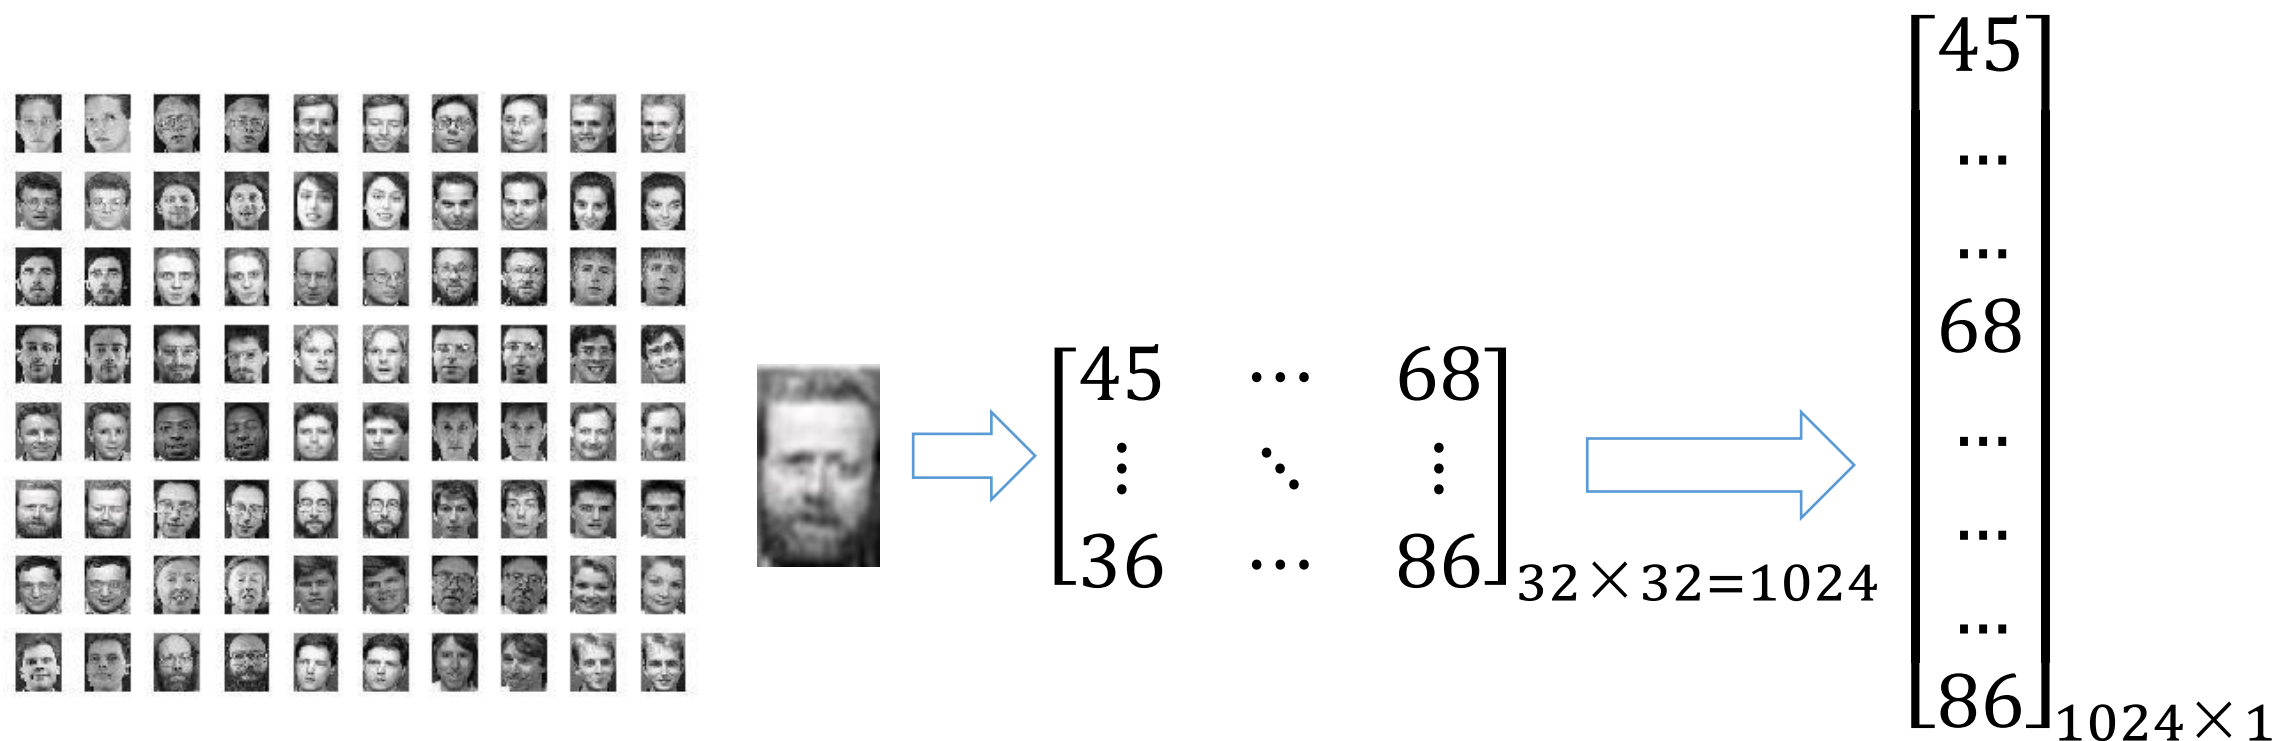 [45 ⋯ 68
⋮ ⋱ ⋮
36 ⋯ 86] 32×32=1024
[45
...
...
68
...
...
...
86] 1024×1